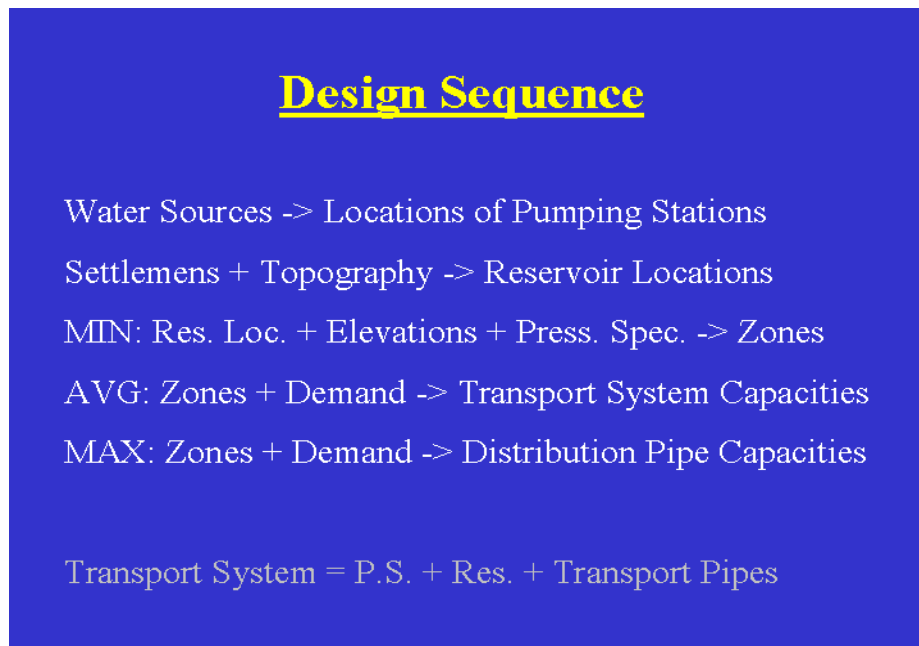 Design Sequence
Water Sources -> Locations of Pumping Stations
Settlemens + Topography -> Reservoir Locations
MIN: Res. Loc. + Elevations + Press. Spec. -> Zones
AVG: Zones + Demand -> Transport System Capacities
MAX: Zones + Demand -> Distribution Pipe Capacities
Transport System = P.S. + Res. + Transport Pipes